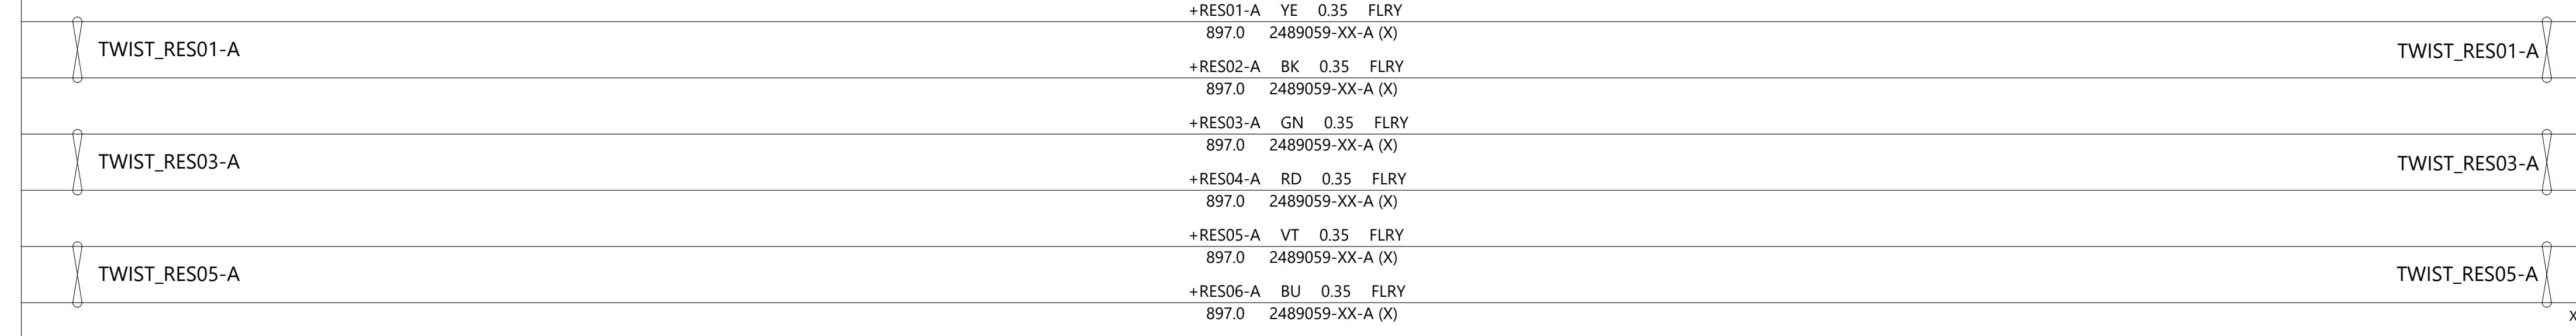 +RES01-A YE 0.35 FLRY
897.0 2489059-XX-A (X)
TWIST_RES01-A
TWIST_RES01-A
+RES02-A BK 0.35 FLRY
897.0 2489059-XX-A (X)
+RES03-A GN 0.35 FLRY
897.0 2489059-XX-A (X)
TWIST_RES03-A
TWIST_RES03-A
+RES04-A RD 0.35 FLRY
897.0 2489059-XX-A (X)
+RES05-A VT 0.35 FLRY
897.0 2489059-XX-A (X)
TWIST_RES05-A
TWIST_RES05-A
+RES06-A BU 0.35 FLRY
897.0 2489059-XX-A (X)